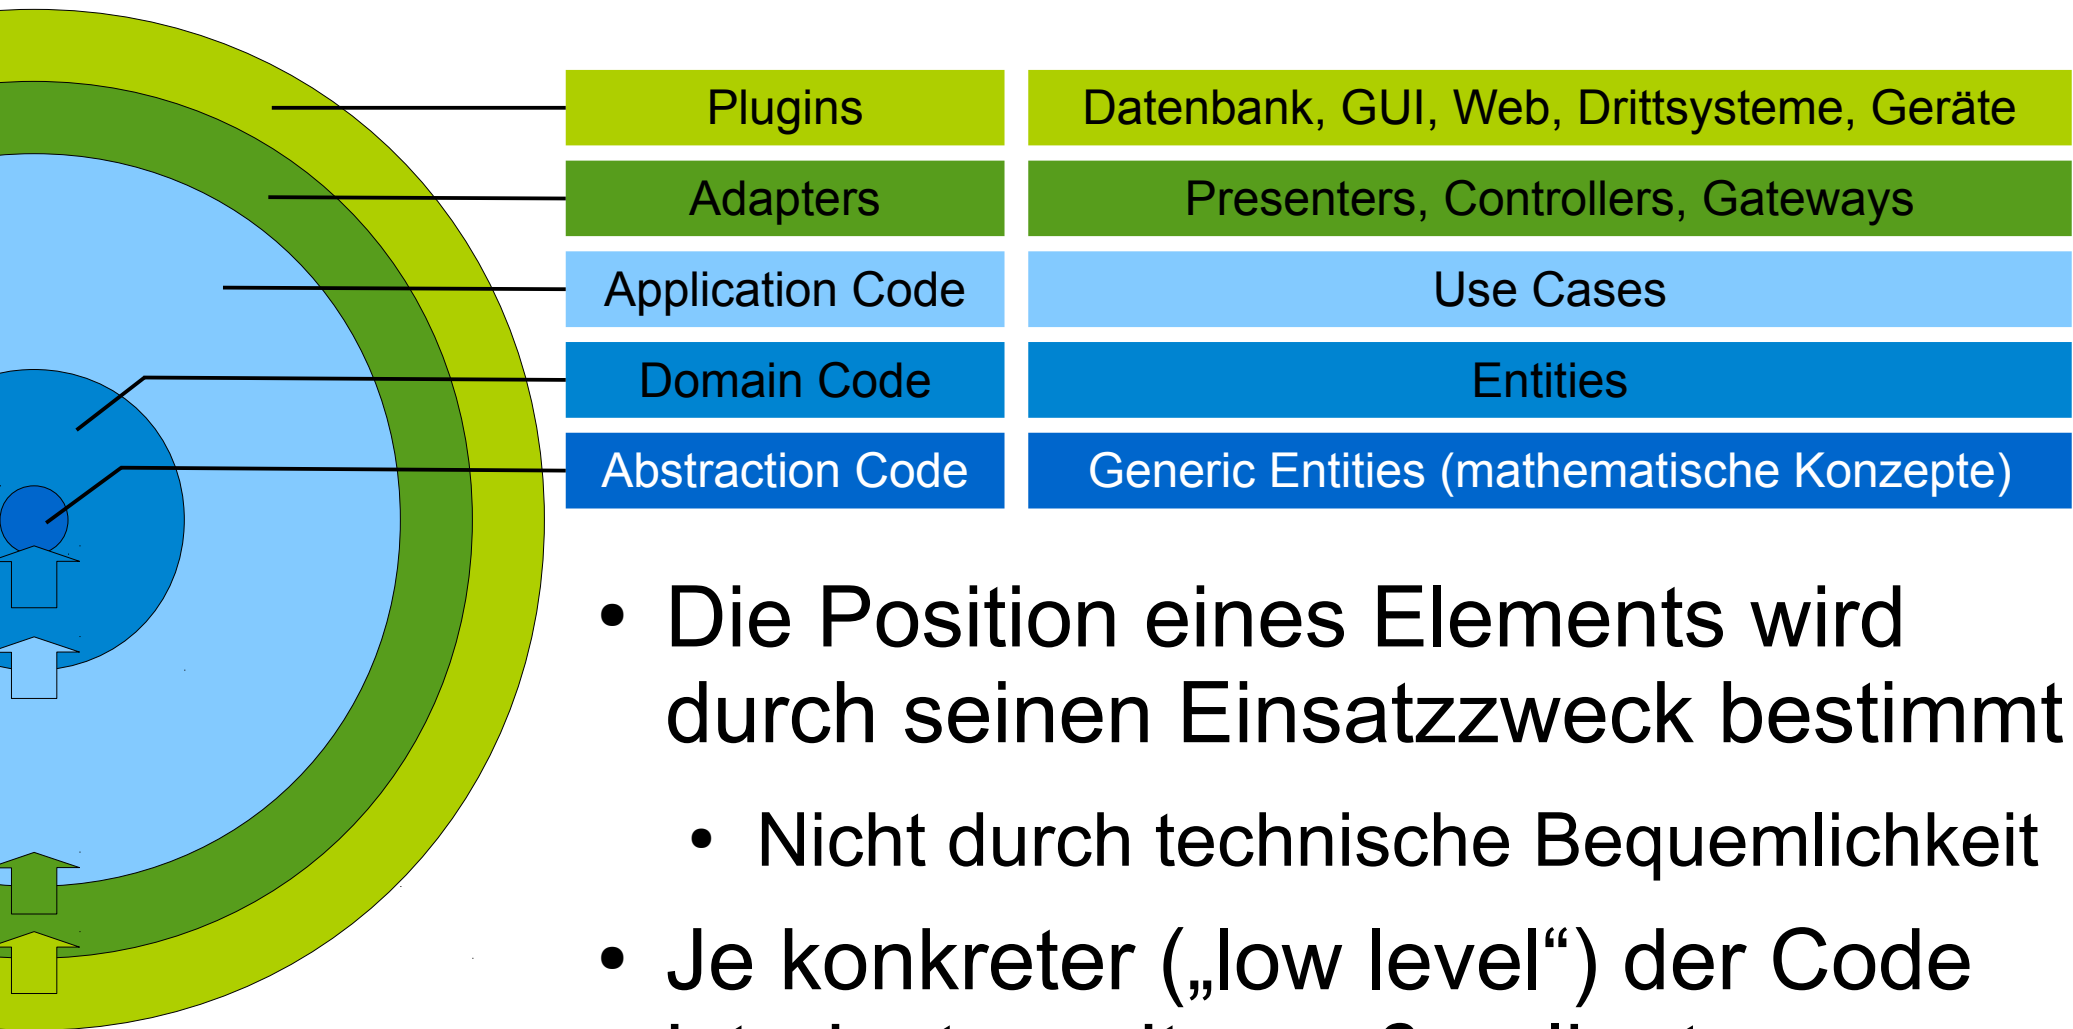 Plugins Datenbank, GUI, Web, Drittsysteme, Geräte
Adapters Presenters, Controllers, Gateways
Application Code Use Cases
Domain Code Entities
Abstraction Code Generic Entities (mathematische Konzepte)
• Die Position eines Elements wird
durch seinen Einsatzzweck bestimmt
• Nicht durch technische Bequemlichkeit
• Je konkreter („low level“) der Code